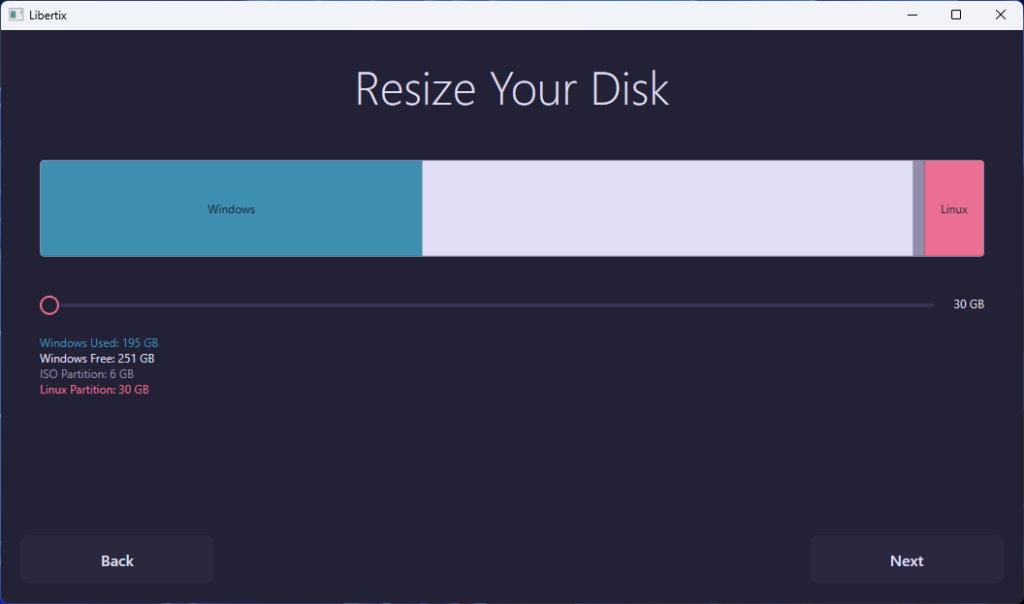 Libertix
Resize Your Disk
Windows
Linux
30 GB
Windows Used: 195 GB
Windows Free: 251 GB
ISO Partition: 6 GB
Linux Partition: 30 GB
Back
Next